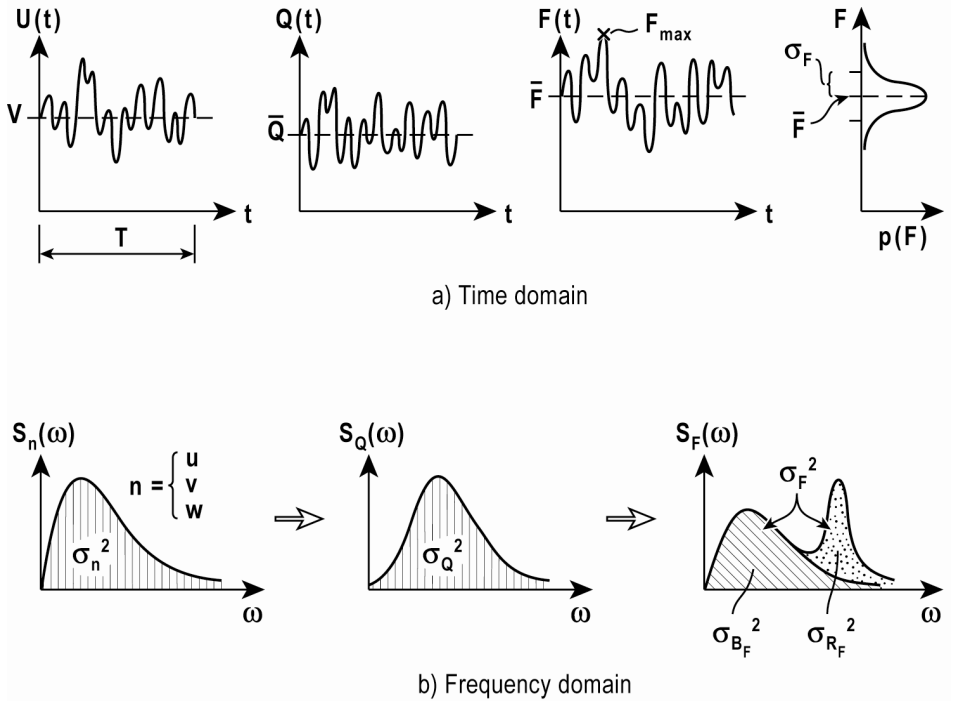 U(t)
V
t
T
Q(t)
Q̄
t
F(t)
F_max
F̄
t
F
σ_F
F̄
p(F)
a) Time domain
S_n(ω)
n = { u
v
w
σ_n²
ω
S_Q(ω)
σ_Q²
ω
S_F(ω)
σ_F²
ω
σ_B_F²
σ_R_F²
b) Frequency domain